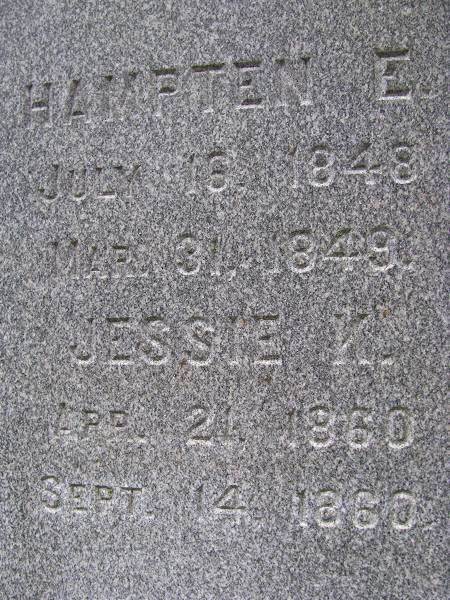 HAMPTEN E.
JULY 16. 1848
MAR. 31, 1849.
JESSIE K.
APR. 21, 1860
SEPT. 14, 1860.